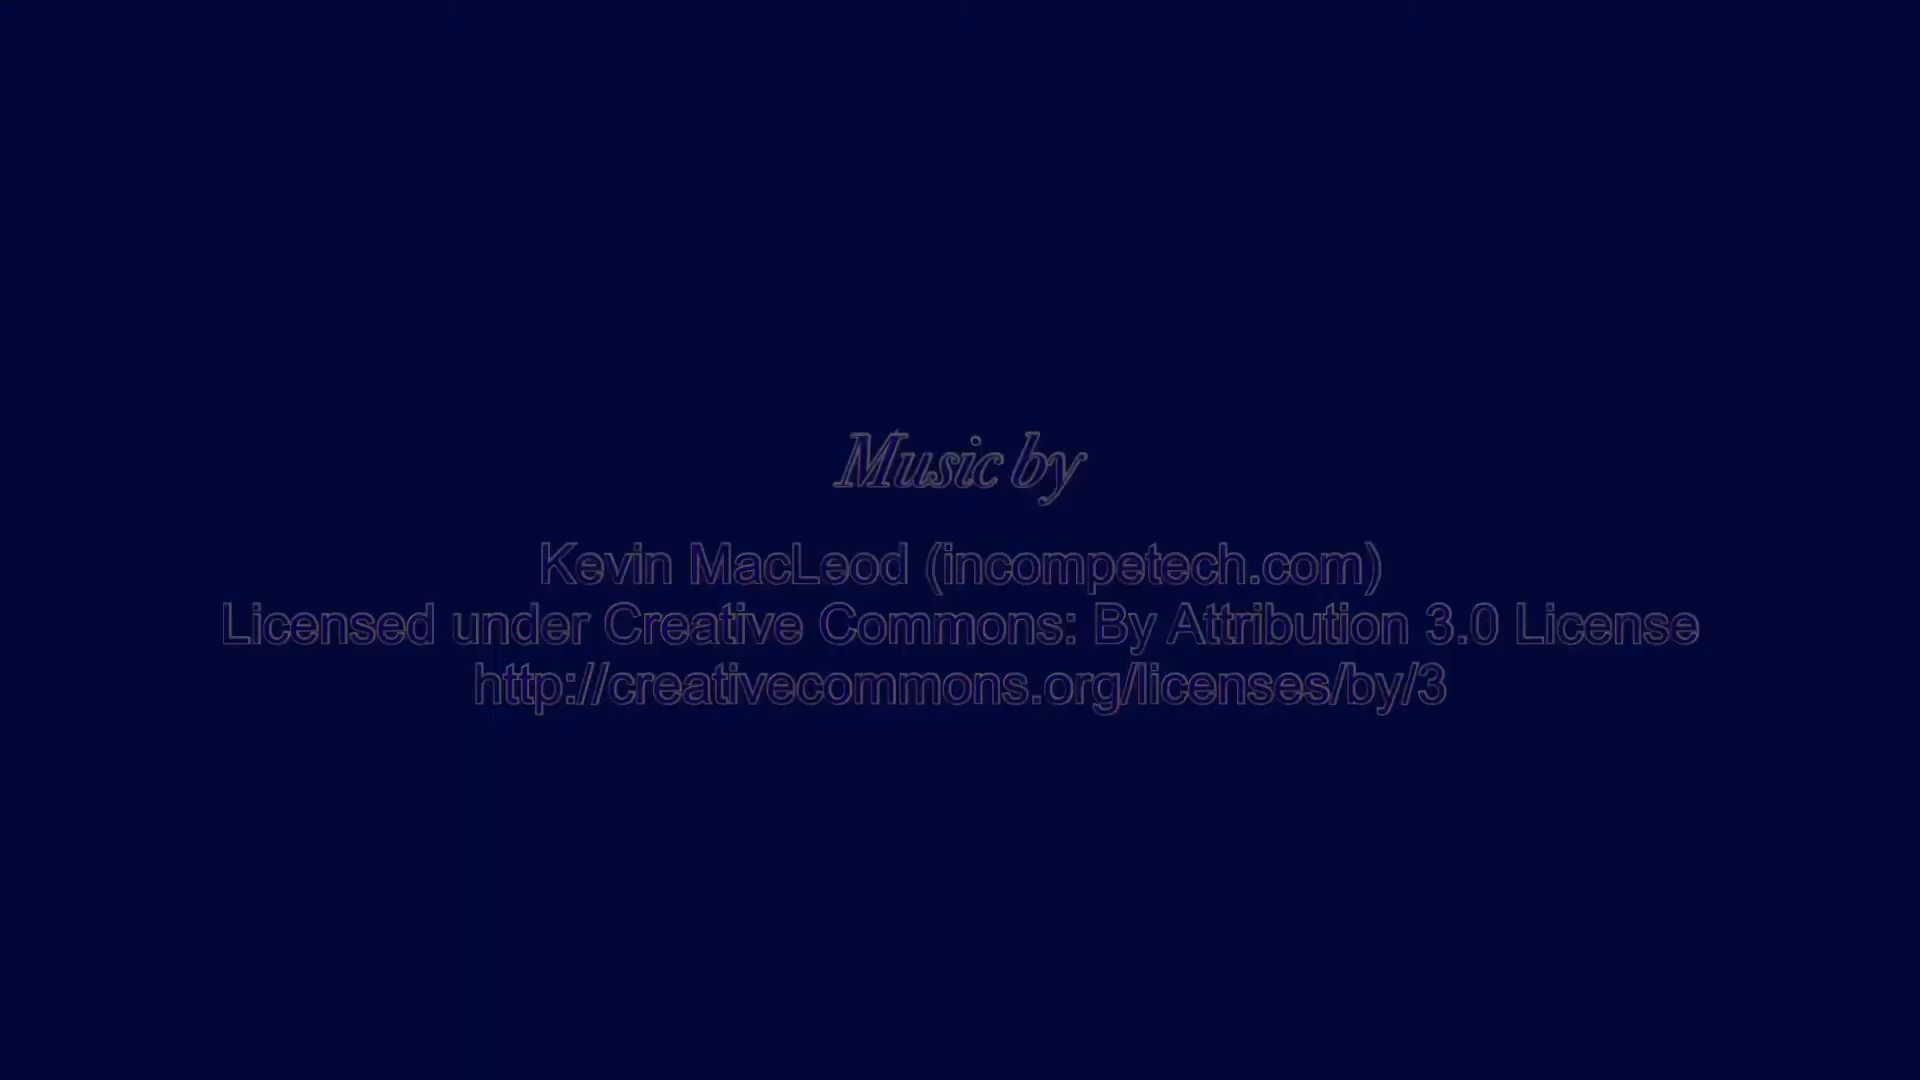 Music by
Kevin MacLeod (incompetech.com)
Licensed under Creative Commons: By Attribution 3.0 License
http://creativecommons.org/licenses/by/3